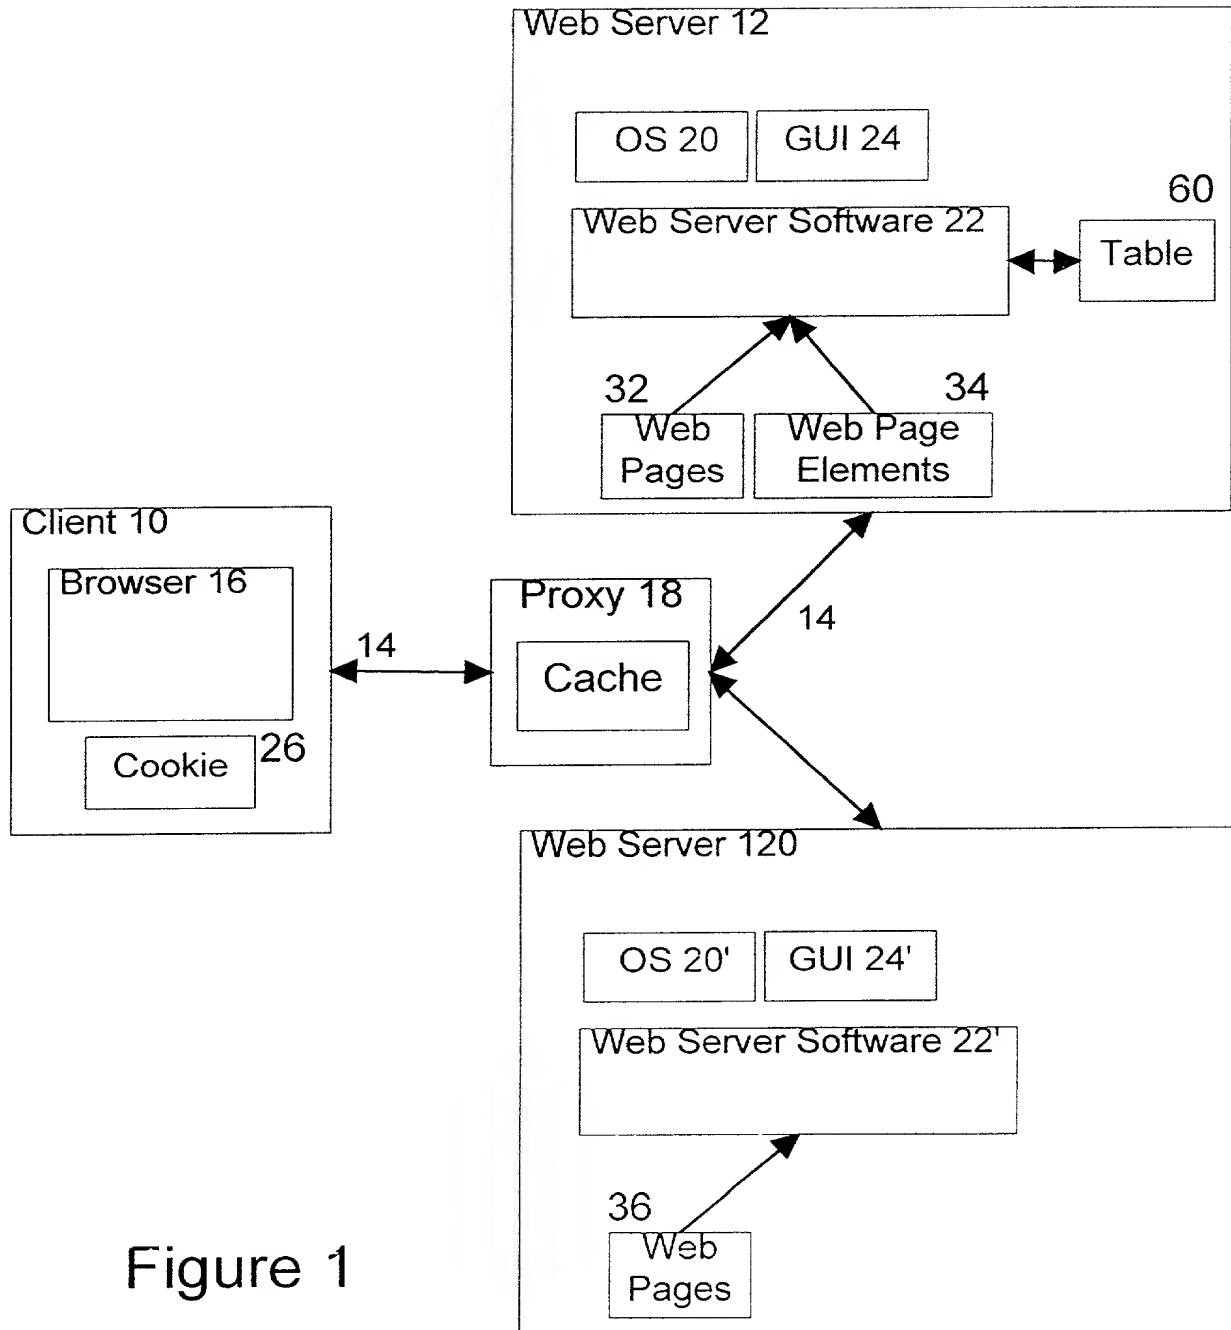 Web Server 12
OS 20
GUI 24
60
Web Server Software 22
Table
32
34
Web
Pages
Web Page
Elements
Client 10
Browser 16
Cookie
26
14
Proxy 18
Cache
14
Web Server 120
OS 20'
GUI 24'
Web Server Software 22'
36
Web
Pages
Figure 1